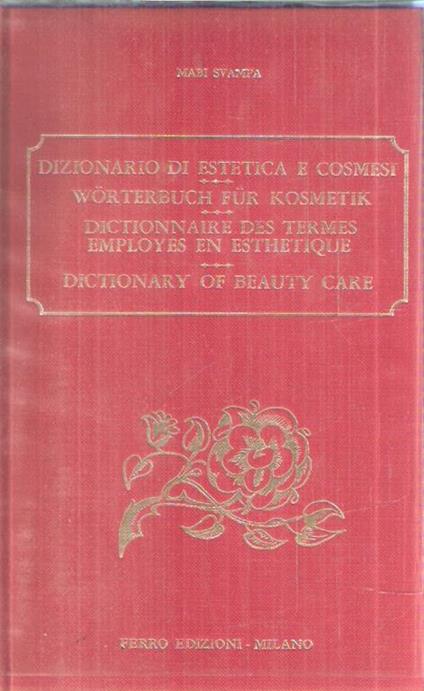 MABI SVAMPA
DIZIONARIO DI ESTETICA E COSMESI
WÖRTERBUCH FÜR KOSMETIK
DICTIONNAIRE DES TERMES
EMPLOYES EN ESTHETIQUE
DICTIONARY OF BEAUTY CARE
FERRO EDIZIONI - MILANO